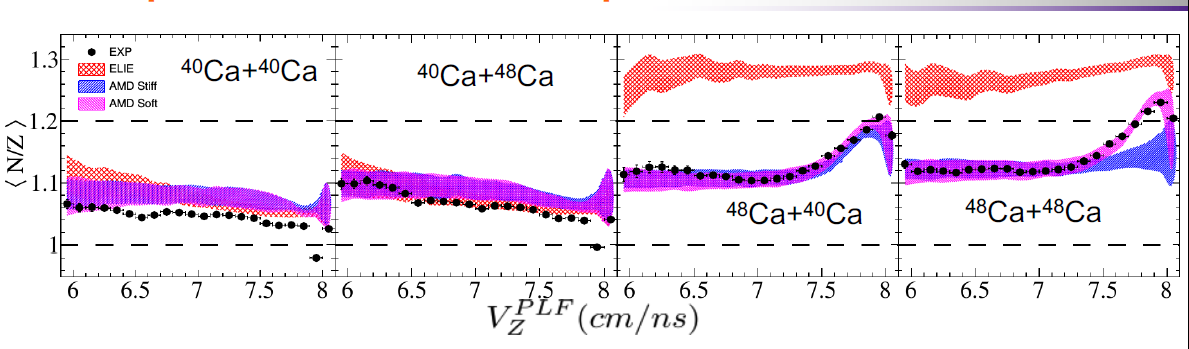 EXP
ELIE
AMD Stiff
AMD Soft
⁴⁰Ca+⁴⁰Ca
⁴⁰Ca+⁴⁸Ca
⁴⁸Ca+⁴⁰Ca
⁴⁸Ca+⁴⁸Ca
⟨ N/Z ⟩
1.3
1.2
1.1
1
6 6.5 7 7.5 8 6 6.5 7 7.5 8 6 6.5 7 7.5 8 6 6.5 7 7.5 8
V_Z^{PLF}(cm/ns)